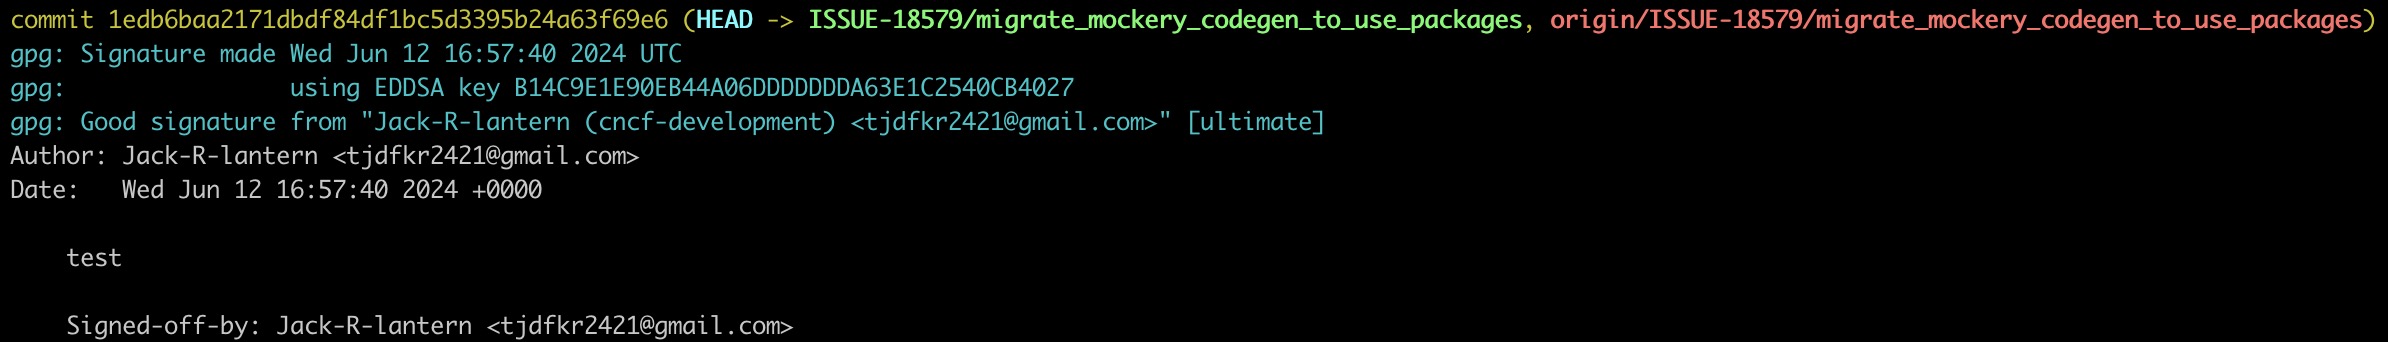 commit 1edb6baa2171dbdf84df1bc5d3395b24a63f69e6 (HEAD -> ISSUE-18579/migrate_mockery_codegen_to_use_packages, origin/ISSUE-18579/migrate_mockery_codegen_to_use_packages)
gpg: Signature made Wed Jun 12 16:57:40 2024 UTC
gpg:                using EDDSA key B14C9E1E90EB44A06DDDDDDDA63E1C2540CB4027
gpg: Good signature from "Jack-R-lantern (cncf-development) <tjdfkr2421@gmail.com>" [ultimate]
Author: Jack-R-lantern <tjdfkr2421@gmail.com>
Date:   Wed Jun 12 16:57:40 2024 +0000
    test
    Signed-off-by: Jack-R-lantern <tjdfkr2421@gmail.com>